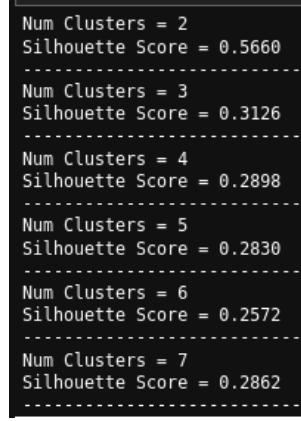 Num Clusters = 2
Silhouette Score = 0.5660
---------------------------
Num Clusters = 3
Silhouette Score = 0.3126
---------------------------
Num Clusters = 4
Silhouette Score = 0.2898
---------------------------
Num Clusters = 5
Silhouette Score = 0.2830
---------------------------
Num Clusters = 6
Silhouette Score = 0.2572
---------------------------
Num Clusters = 7
Silhouette Score = 0.2862
---------------------------